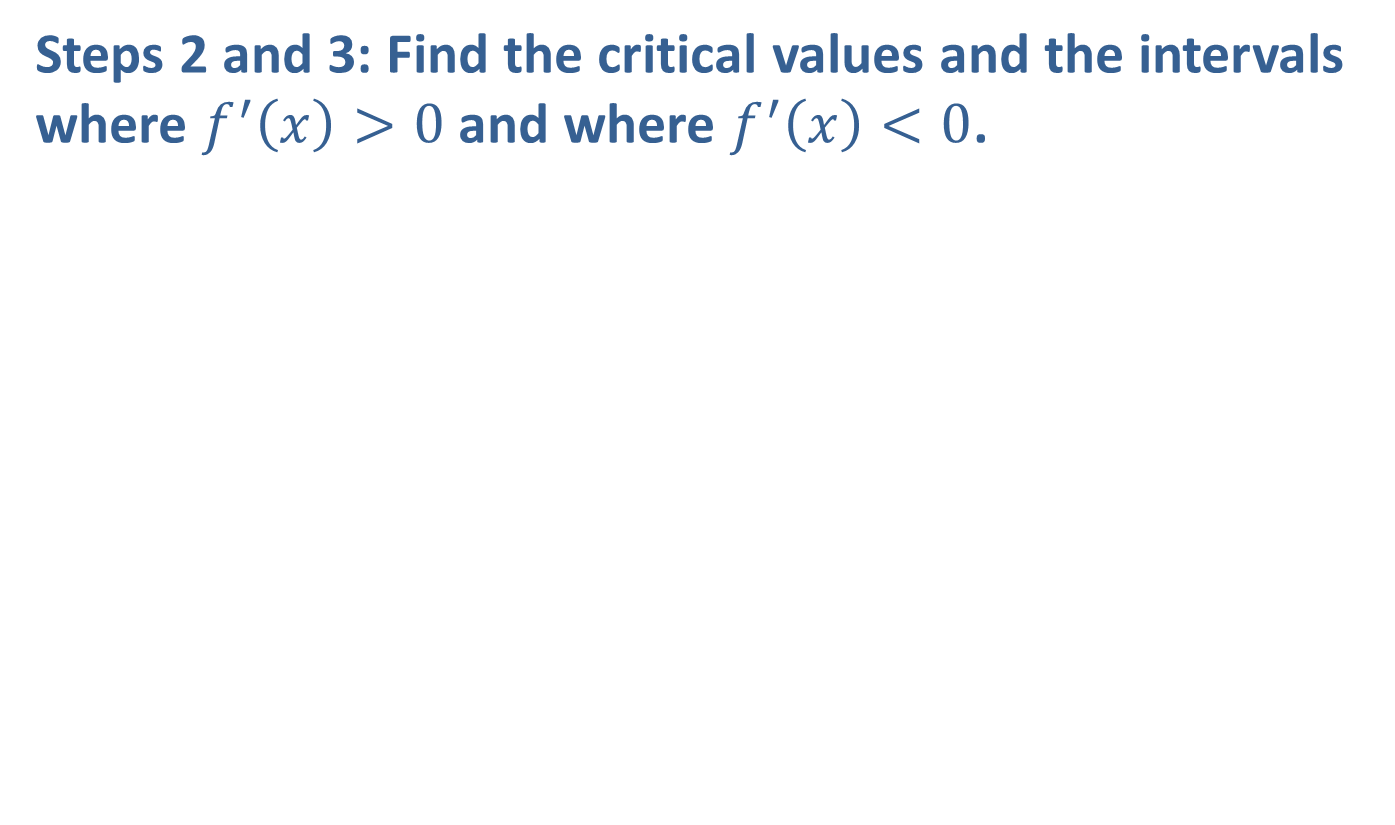 Steps 2 and 3: Find the critical values and the intervals
where 𝑓′(𝑥) > 0 and where 𝑓′(𝑥) < 0.